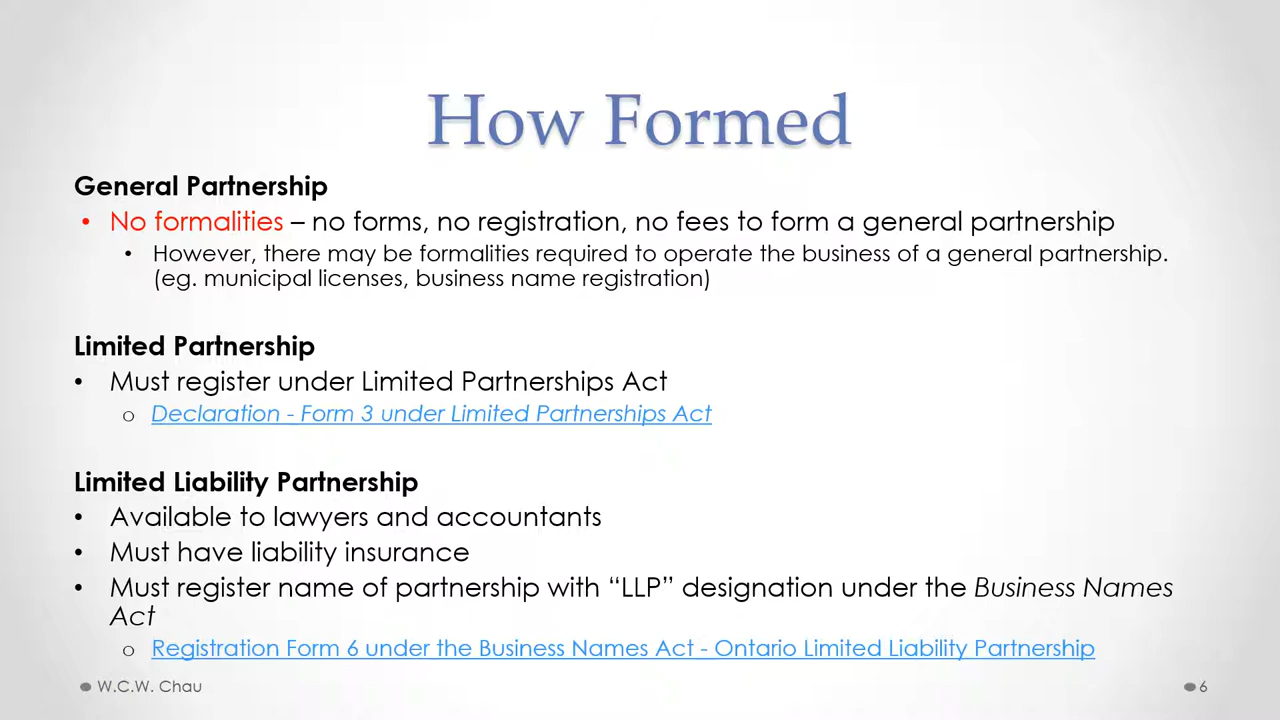 How Formed
General Partnership
• No formalities – no forms, no registration, no fees to form a general partnership
• However, there may be formalities required to operate the business of a general partnership.
(eg. municipal licenses, business name registration)
Limited Partnership
• Must register under Limited Partnerships Act
o Declaration - Form 3 under Limited Partnerships Act
Limited Liability Partnership
• Available to lawyers and accountants
• Must have liability insurance
• Must register name of partnership with “LLP” designation under the Business Names
Act
o Registration Form 6 under the Business Names Act - Ontario Limited Liability Partnership
W.C.W. Chau
6